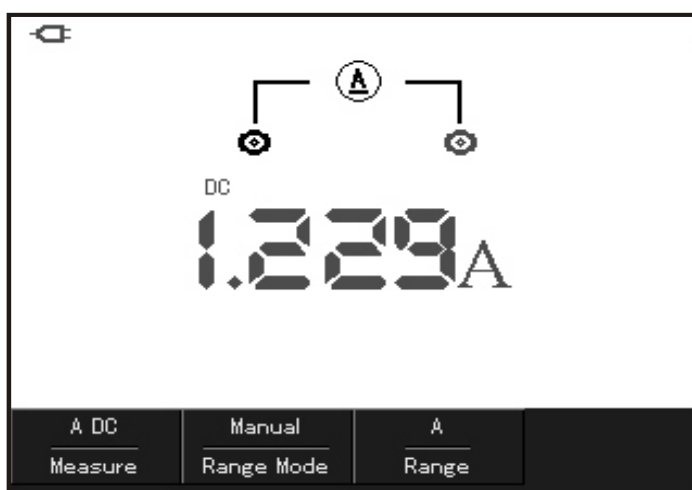 A
DC
1.229A
A DC Manual A
Measure Range Mode Range